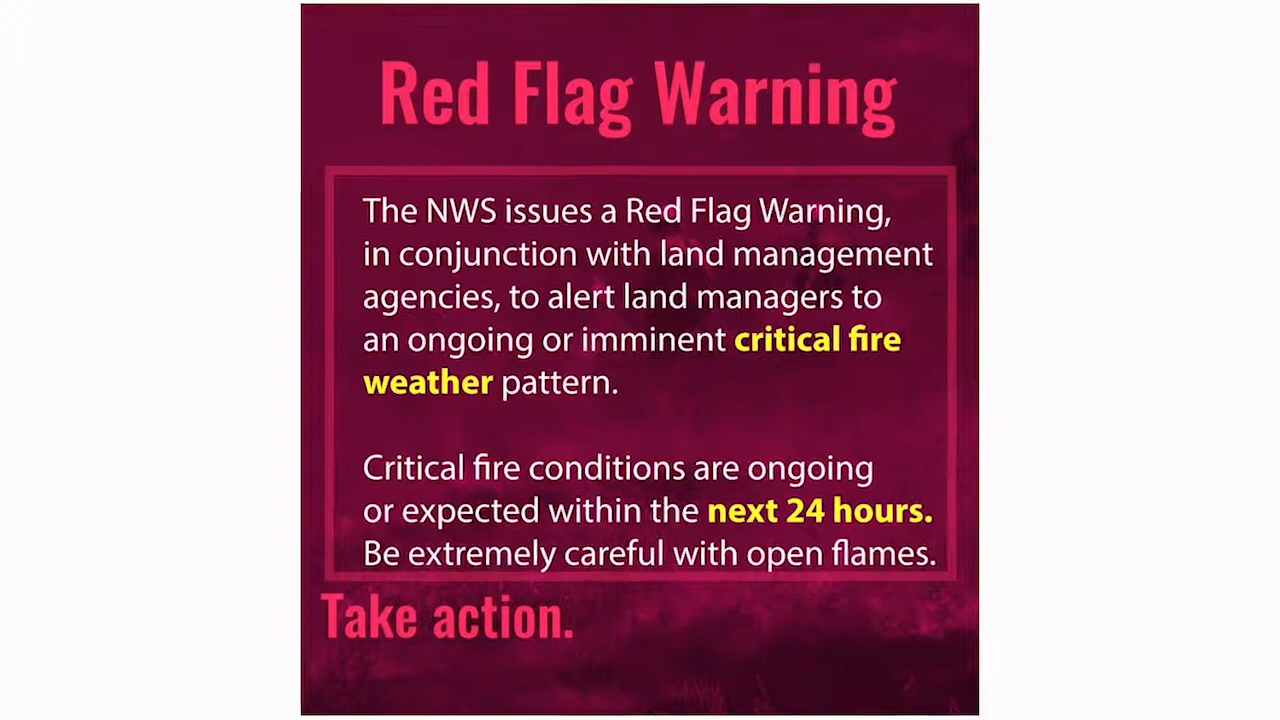 Red Flag Warning
The NWS issues a Red Flag Warning,
in conjunction with land management
agencies, to alert land managers to
an ongoing or imminent critical fire
weather pattern.
Critical fire conditions are ongoing
or expected within the next 24 hours.
Be extremely careful with open flames.
Take action.